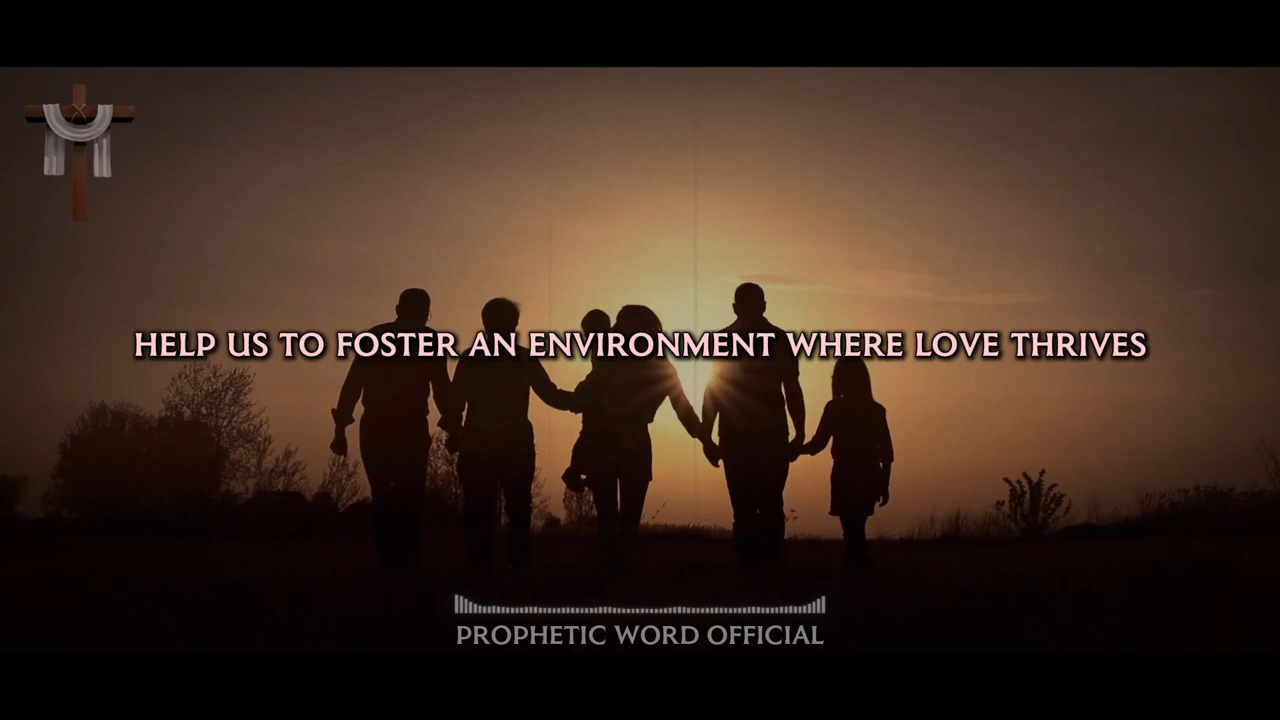 HELP US TO FOSTER AN ENVIRONMENT WHERE LOVE THRIVES
PROPHETIC WORD OFFICIAL